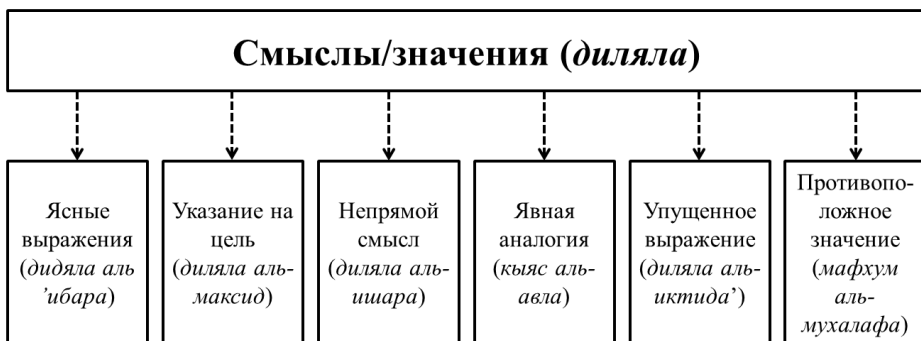 Смыслы/значения (диляла)
Ясные
выражения
(дидяла аль
’ибара)
Указание на
цель
(диляла аль-
максид)
Непрямой
смысл
(диляла аль-
ишара)
Явная
аналогия
(кыяс аль-
авла)
Упущенное
выражение
(диляла аль-
иктида’)
Противопо-
ложное
значение
(мафхум
аль-
мухалафа)